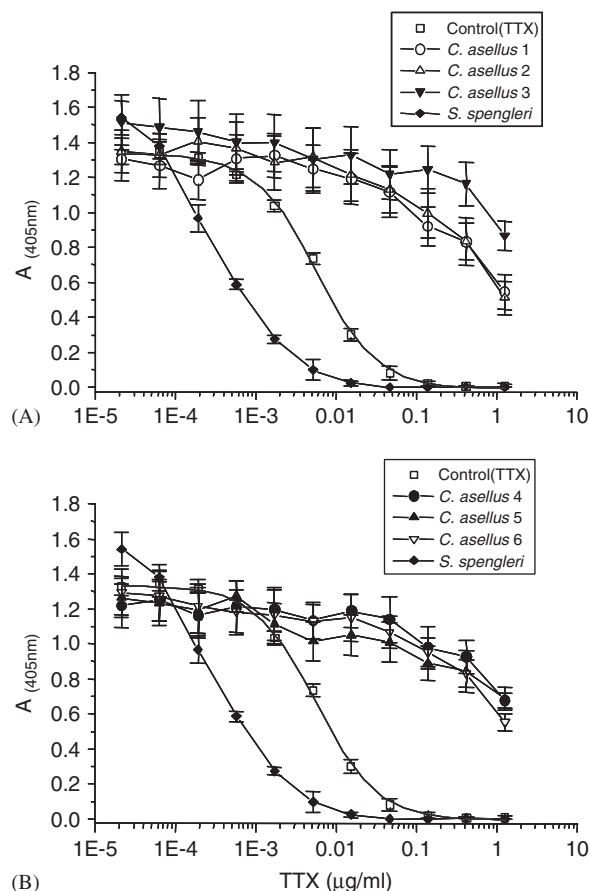 Control(TTX)
C. asellus 1
C. asellus 2
C. asellus 3
S. spengleri
1.8
1.6
1.4
1.2
1.0
0.8
0.6
0.4
0.2
0.0
A (405nm)
1E-5 1E-4 1E-3 0.01 0.1 1 10
(A)
Control(TTX)
C. asellus 4
C. asellus 5
C. asellus 6
S. spengleri
1.8
1.6
1.4
1.2
1.0
0.8
0.6
0.4
0.2
0.0
A (405nm)
1E-5 1E-4 1E-3 0.01 0.1 1 10
(B)
TTX (μg/ml)